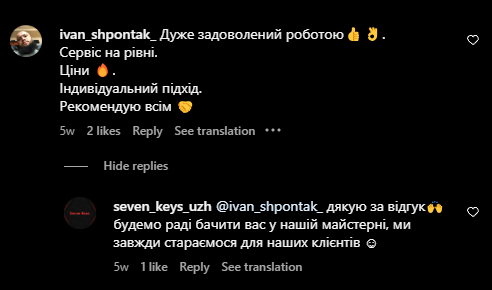 ivan_shpontak_ Дуже задоволений роботою👍👌.
Сервіс на рівні.
Ціни 🔥.
Індивідуальний підхід.
Рекомендую всім 🤝
5w 2 likes Reply See translation •••
Hide replies
seven_keys_uzh @ivan_shpontak_ дякую за відгук🙌
будемо раді бачити вас у нашій майстерні, ми
завжди стараємося для наших клієнтів ☺
5w 1 like Reply See translation